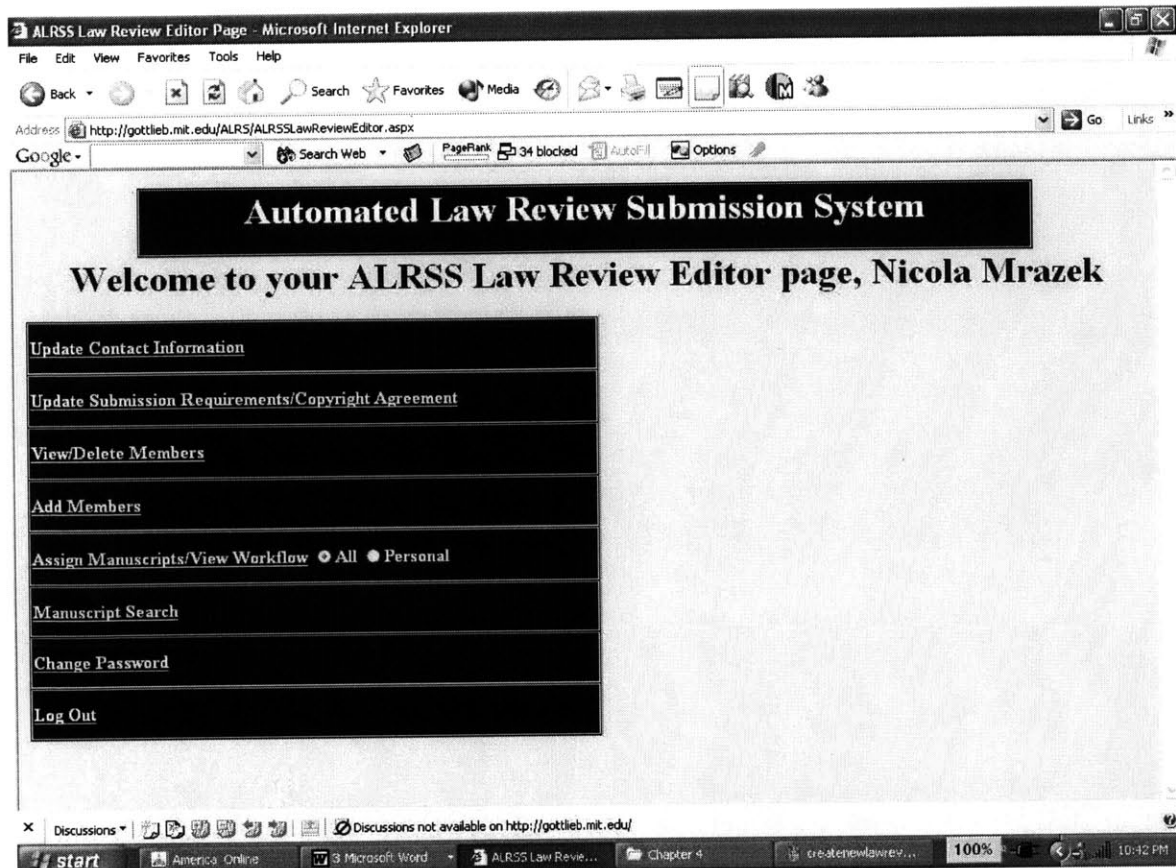 ALRSS Law Review Editor Page - Microsoft Internet Explorer
File Edit View Favorites Tools Help
Back Search Favorites Media
Address http://gottlieb.mit.edu/ALRS/ALRSSLawReviewEditor.aspx Go Links »
Google - Search Web PageRank 34 blocked AutoFill Options
Automated Law Review Submission System
Welcome to your ALRSS Law Review Editor page, Nicola Mrazek
Update Contact Information
Update Submission Requirements/Copyright Agreement
View/Delete Members
Add Members
Assign Manuscripts/View Workflow All Personal
Manuscript Search
Change Password
Log Out
Discussions Discussions not available on http://gottlieb.mit.edu/
start America Online 3 Microsoft Word ALRSS Law Revie... Chapter 4 createnewlawrev... 100% 10:42 PM